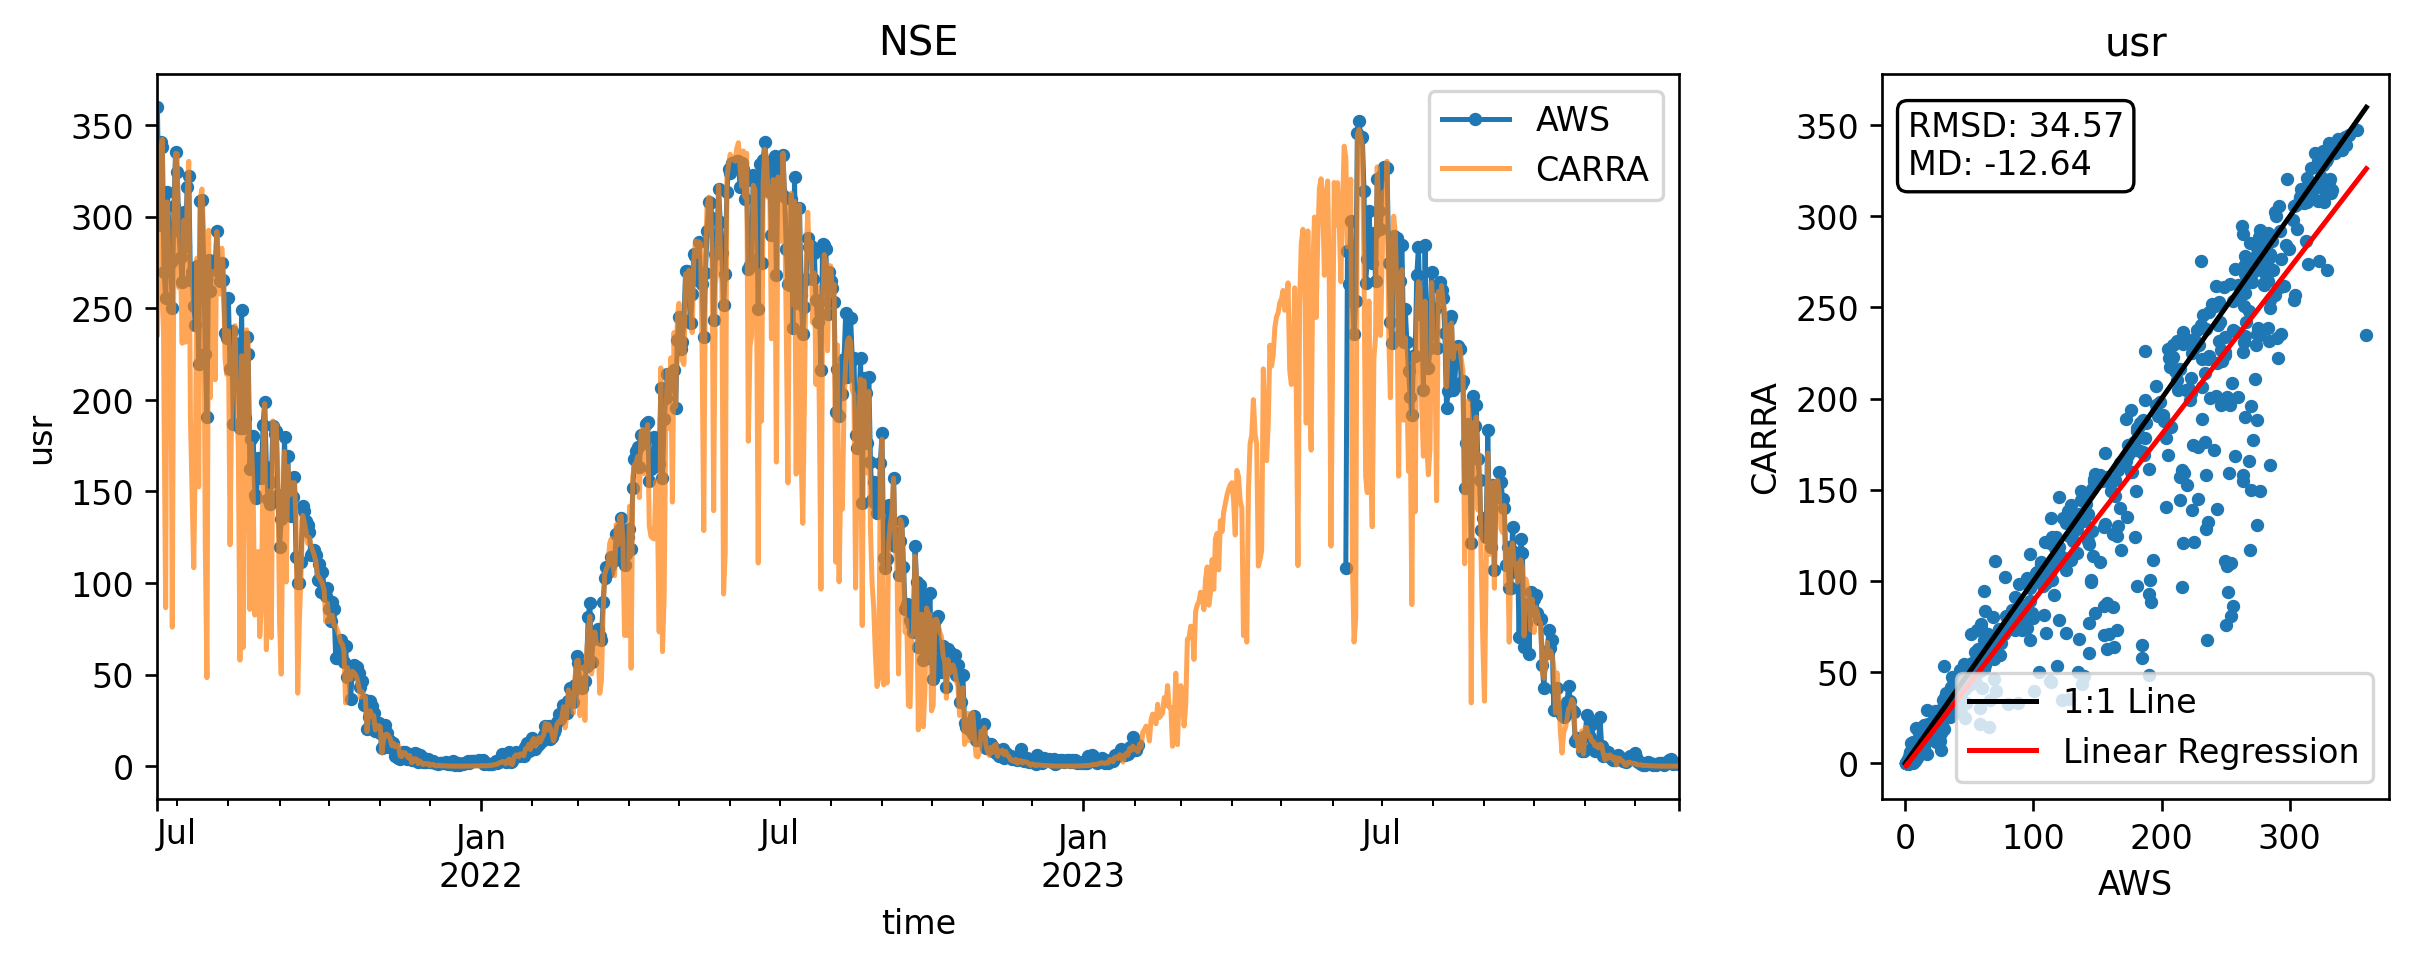 NSE
350
300
250
200
150
100
50
0
usr
AWS
CARRA
Jul
Jan
2022
Jul
Jan
2023
Jul
time
usr
350
300
250
200
150
100
50
0
CARRA
RMSD: 34.57
MD: -12.64
1:1 Line
Linear Regression
0 100 200 300
AWS